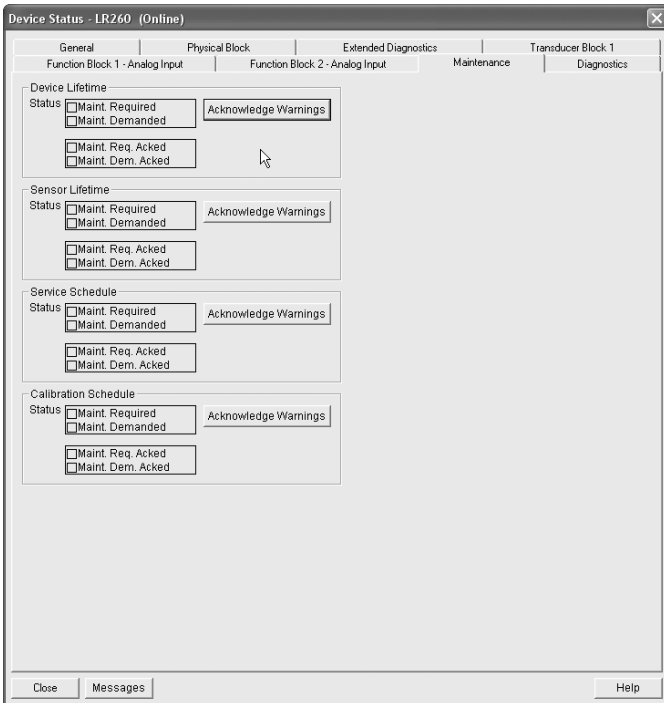 Device Status - LR260 (Online)
General Physical Block Extended Diagnostics Transducer Block 1
Function Block 1 - Analog Input Function Block 2 - Analog Input Maintenance Diagnostics
Device Lifetime
Status Maint. Required Acknowledge Warnings
Maint. Demanded
Maint. Req. Acked
Maint. Dem. Acked
Sensor Lifetime
Status Maint. Required Acknowledge Warnings
Maint. Demanded
Maint. Req. Acked
Maint. Dem. Acked
Service Schedule
Status Maint. Required Acknowledge Warnings
Maint. Demanded
Maint. Req. Acked
Maint. Dem. Acked
Calibration Schedule
Status Maint. Required Acknowledge Warnings
Maint. Demanded
Maint. Req. Acked
Maint. Dem. Acked
Close Messages Help